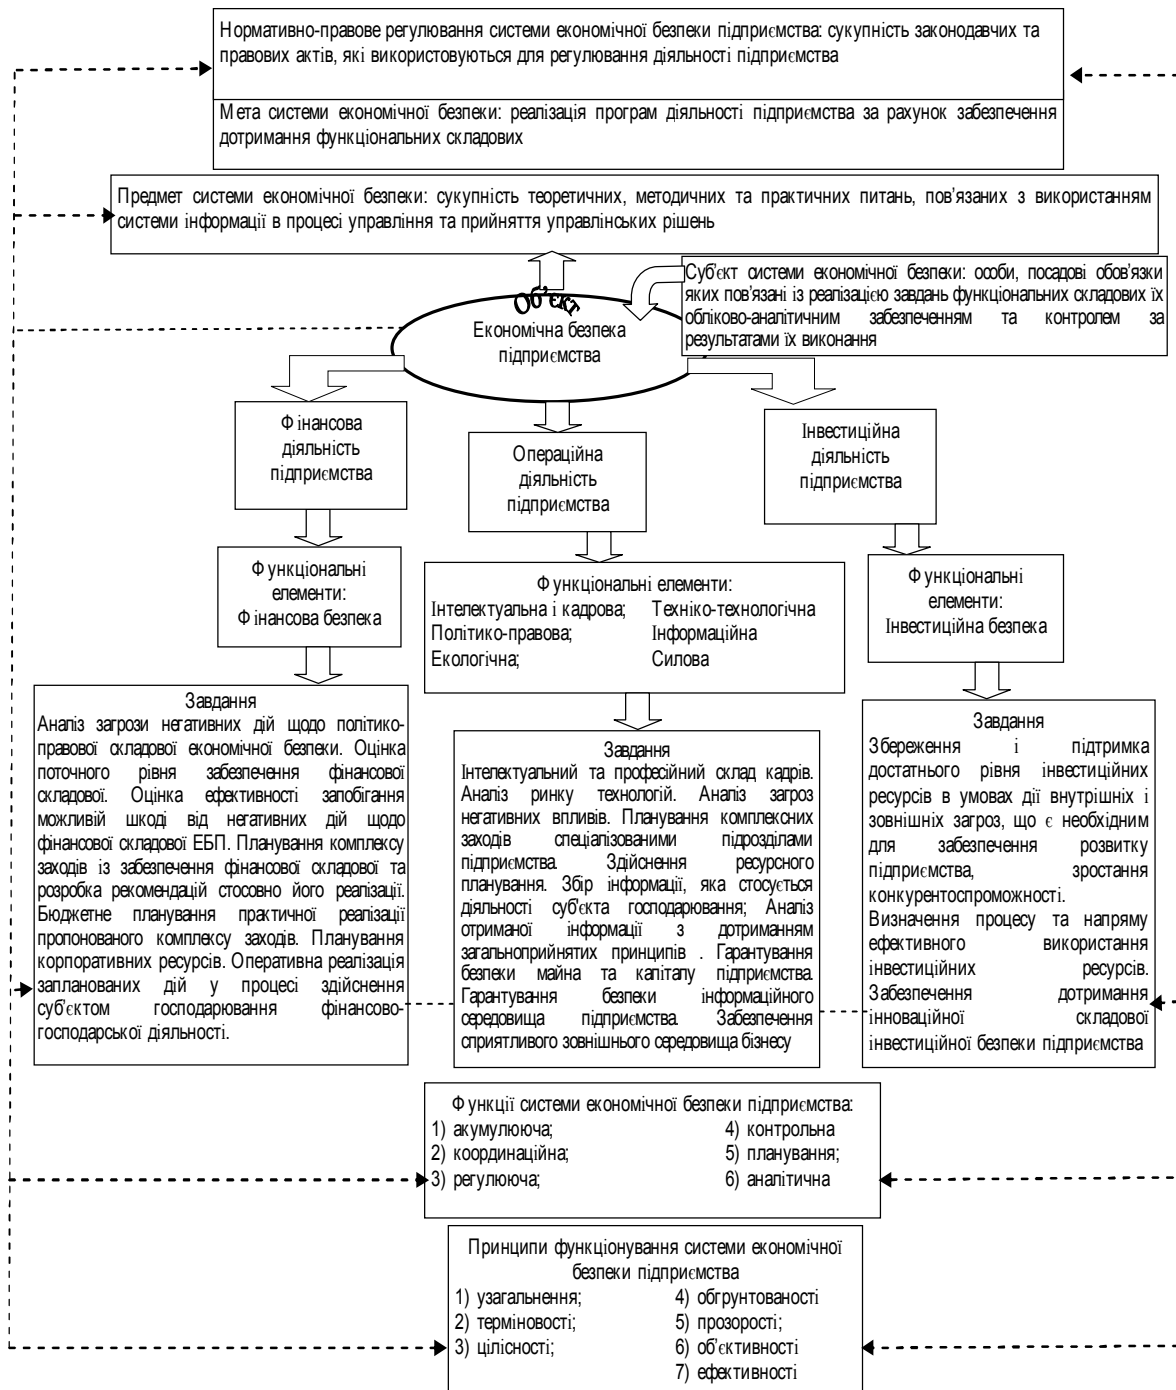 Нормативно-правове регулювання системи економічної безпеки підприємства: сукупність законодавчих та
правових актів, які використовуються для регулювання діяльності підприємства
Мета системи економічної безпеки: реалізація програм діяльності підприємства за рахунок забезпечення
дотримання функціональних складових
Предмет системи економічної безпеки: сукупність теоретичних, методичних та практичних питань, пов’язаних з використанням
системи інформації в процесі управління та прийняття управлінських рішень
Суб’єкт системи економічної безпеки: особи, посадові обов’язки
яких пов’язані із реалізацією завдань функціональних складових їх
обліково-аналітичним забезпеченням та контролем за
результатами їх виконання
Об’єкт
Економічна безпека
підприємства
Фінансова
діяльність
підприємства
Операційна
діяльність
підприємства
Інвестиційна
діяльність
підприємства
Функціональні
елементи:
Фінансова безпека
Функціональні елементи:
Інтелектуальна і кадрова; Техніко-технологічна
Політико-правова; Інформаційна
Екологічна; Силова
Функціональні
елементи:
Інвестиційна безпека
Завдання
Аналіз загрози негативних дій щодо політико-
правової складової економічної безпеки. Оцінка
поточного рівня забезпечення фінансової
складової. Оцінка ефективності запобігання
можливій шкоді від негативних дій щодо
фінансової складової ЕБП. Планування комплексу
заходів із забезпечення фінансової складової та
розробка рекомендацій стосовно його реалізації.
Бюджетне планування практичної реалізації
пропонованого комплексу заходів. Планування
корпоративних ресурсів. Оперативна реалізація
запланованих дій у процесі здійснення
суб’єктом господарювання фінансово-
господарської діяльності.
Завдання
Інтелектуальний та професійний склад кадрів.
Аналіз ринку технологій. Аналіз загроз
негативних впливів. Планування комплексних
заходів спеціалізованими підрозділами
підприємства. Здійснення ресурсного
планування. Збір інформації, яка стосується
діяльності суб’єкта господарювання; Аналіз
отриманої інформації з дотриманням
загальноприйнятих принципів . Гарантування
безпеки майна та капіталу підприємства.
Гарантування безпеки інформаційного
середовища підприємства. Забезпечення
сприятливого зовнішнього середовища бізнесу
Завдання
Збереження і підтримка
достатнього рівня інвестиційних
ресурсів в умовах дії внутрішніх і
зовнішніх загроз, що є необхідним
для забезпечення розвитку
підприємства, зростання
конкурентоспроможності.
Визначення процесу та напряму
ефективного використання
інвестиційних ресурсів.
Забезпечення дотримання
інноваційної складової
інвестиційної безпеки підприємства
Функції системи економічної безпеки підприємства:
1) акумулююча; 4) контрольна
2) координаційна; 5) планування;
3) регулююча; 6) аналітична
Принципи функціонування системи економічної
безпеки підприємства
1) узагальнення; 4) обгрунтованості
2) терміновості; 5) прозорості;
3) цілісності; 6) об’єктивності
7) ефективності